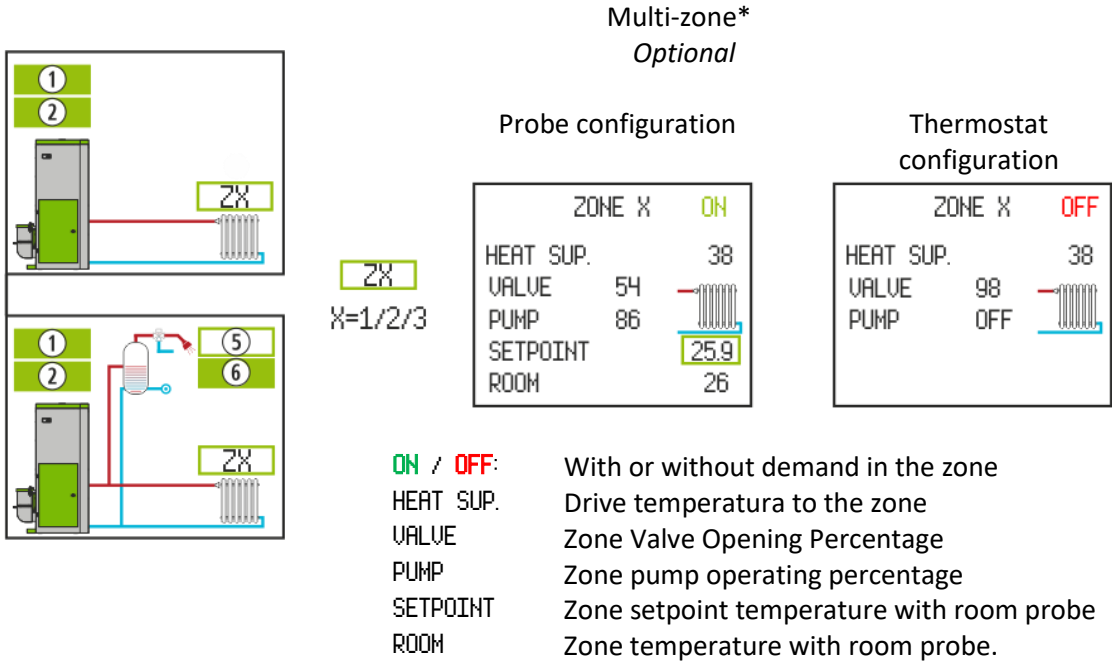 Multi-zone*
Optional
1
2
ZX
1
2
5
6
ZX
ZX
X=1/2/3
Probe configuration
ZONE X ON
HEAT SUP. 38
VALVE 54
PUMP 86
SETPOINT 25.9
ROOM 26
Thermostat
configuration
ZONE X OFF
HEAT SUP. 38
VALVE 98
PUMP OFF
ON / OFF: With or without demand in the zone
HEAT SUP. Drive temperatura to the zone
VALVE Zone Valve Opening Percentage
PUMP Zone pump operating percentage
SETPOINT Zone setpoint temperature with room probe
ROOM Zone temperature with room probe.